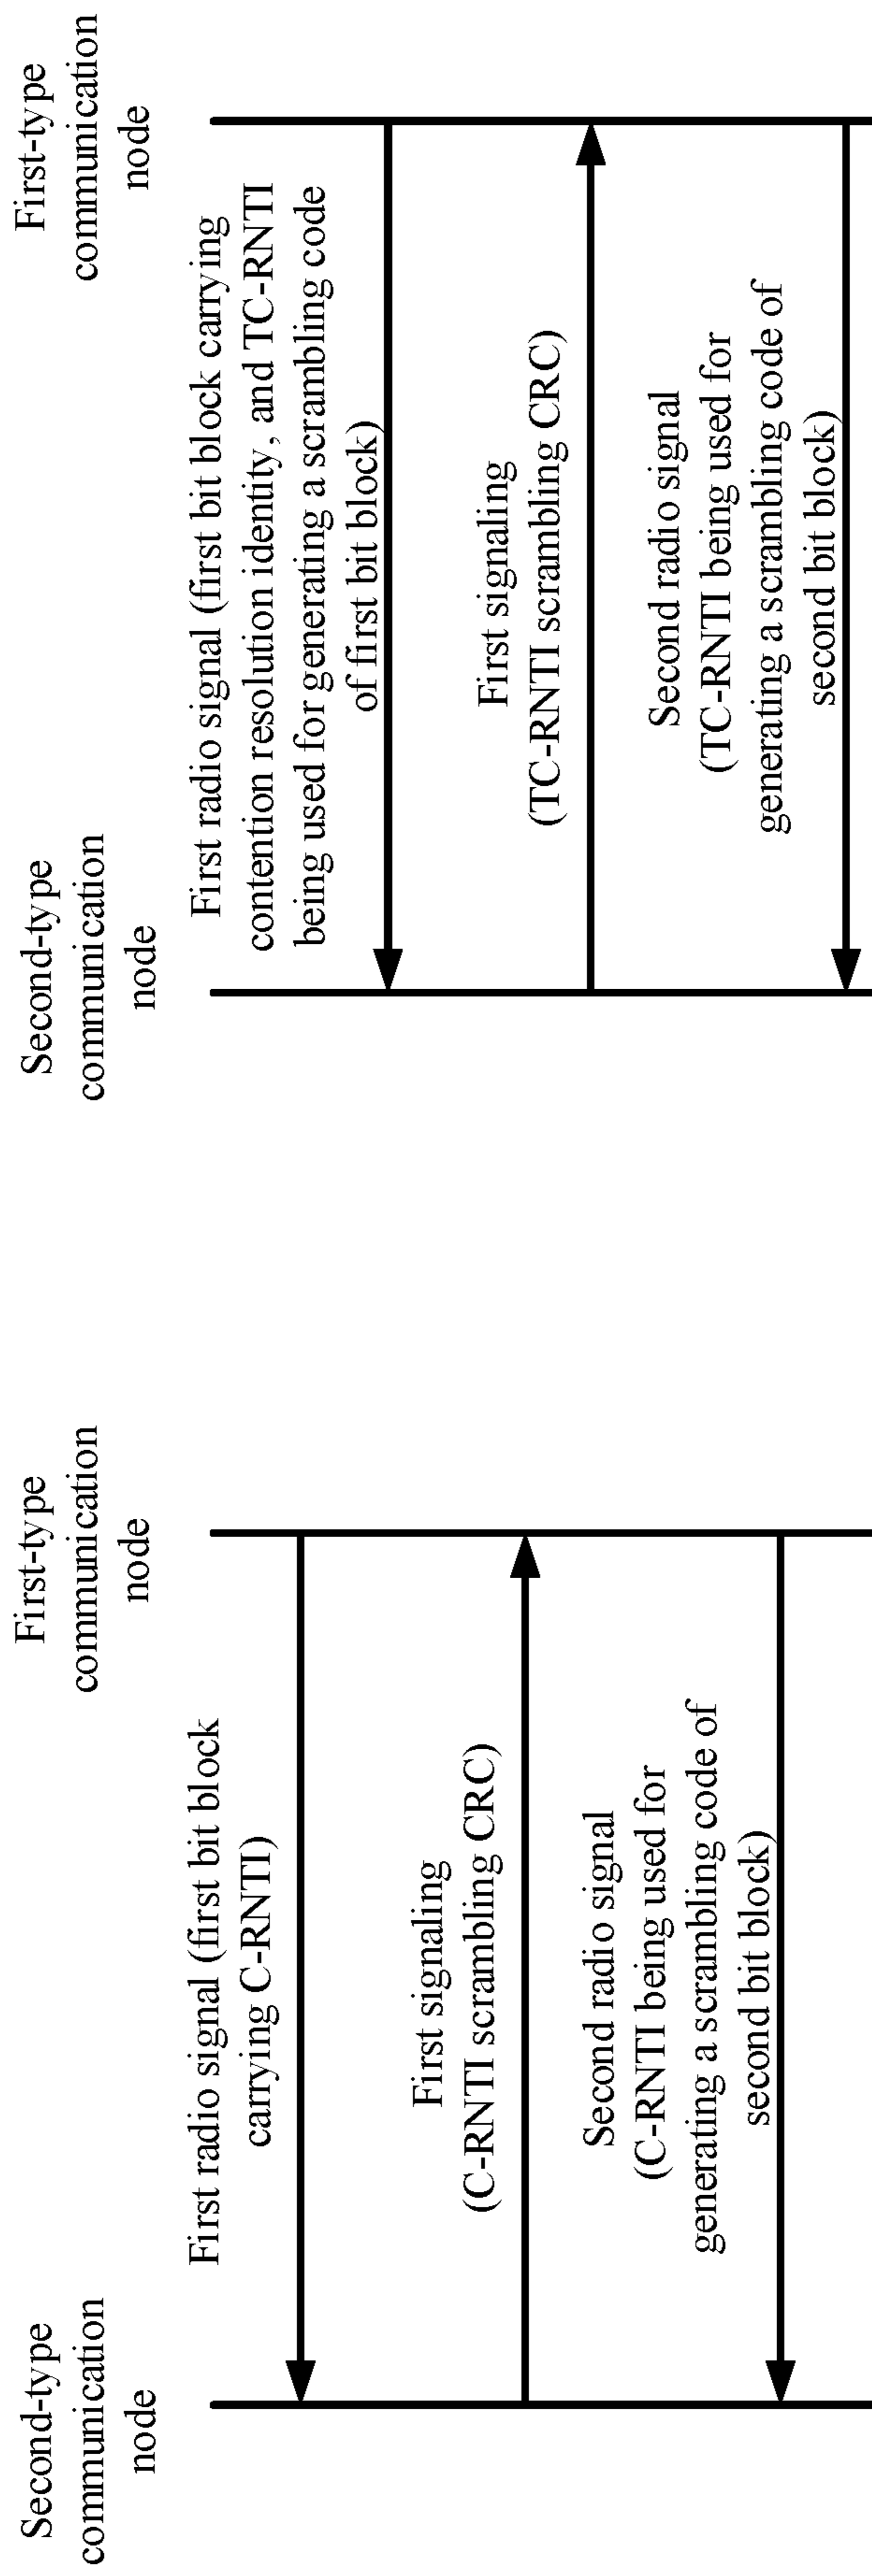 Second-type
communication
node
First-type
communication
node
First radio signal (first bit block
carrying C-RNTI)
First signaling
(C-RNTI scrambling CRC)
Second radio signal
(C-RNTI being used for
generating a scrambling code of
second bit block)
Second-type
communication
node
First-type
communication
node
First radio signal (first bit block carrying
contention resolution identity, and TC-RNTI
being used for generating a scrambling code
of first bit block)
First signaling
(TC-RNTI scrambling CRC)
Second radio signal
(TC-RNTI being used for
generating a scrambling code of
second bit block)